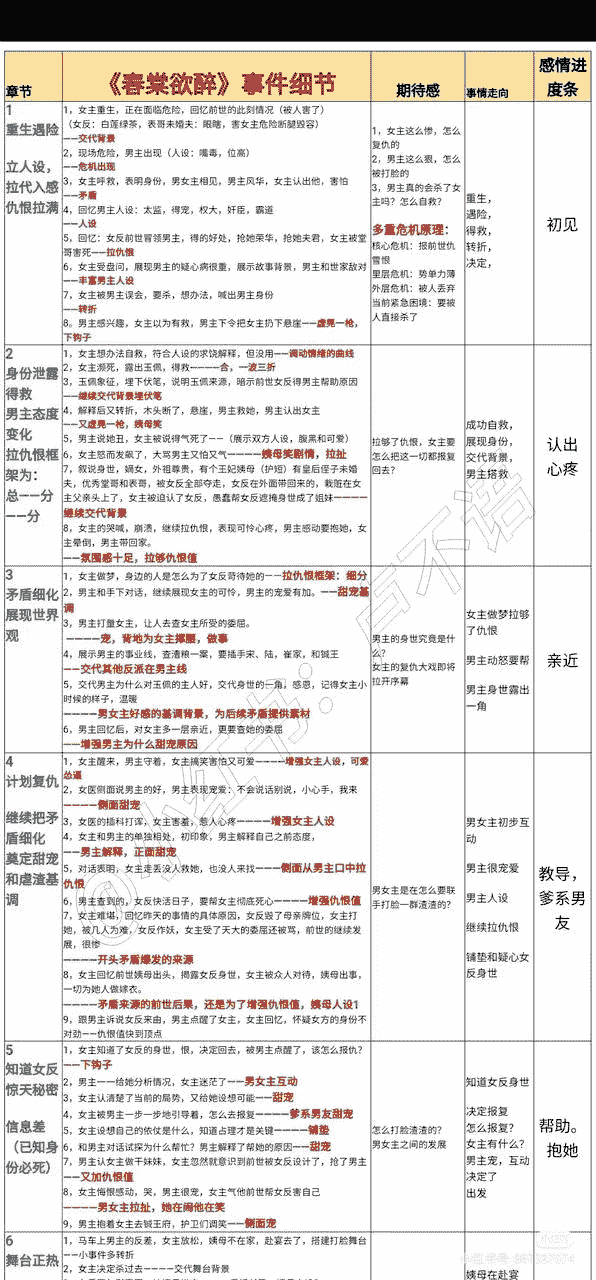 章节
《春棠欲醉》事件细节
期待感
事情走向
感情进
度条
1
重生遇险
立人设,
拉代入感
仇恨拉满
1,女主重生,正在面临危险,回忆前世的此刻情况(被人害了)
(女反:白莲绿茶,表哥未婚夫:眼瞎,害女主危险断腿毁容)
——交代背景
2,现场危险,男主出现(人设:嘴毒,位高)
——危机出现
3,女主呼救,表明身份,男女主相见,男主风华,女主认出他,害怕
——矛盾
4,回忆男主人设:太监,得宠,权大,奸臣,霸道
——人设
5,回忆:女反前世冒领男主,得的好处,抢她荣华,抢她夫君,女主被堂
哥害死——拉仇恨
6,女主受盘问,展现男主的疑心病很重,展示故事背景,男主和世家敌对
——丰富男主人设
7,女主被男主误会,要杀,想办法,喊出男主身份
——转折
8。男主感兴趣,女主以为有救,男主下令把女主扔下悬崖——虚晃一枪,
下钩子
1,女主这么惨,怎么
复仇的
2,男主这么狠,怎么
被打脸的
3,男主真的会杀了女
主吗?怎么自救?
多重危机原理:
核心危机:报前世仇
雪恨
里层危机:势单力薄
外层危机:被人丢弃
当前紧急困境:要被
人直接杀了
重生,
遇险,
得救,
转折,
决定,
初见
2
身份泄露
得救
男主态度
变化
拉仇恨框
架为:
总——分
——分
1,女主想办法自救,符合人设的求饶解释,但没用——调动情绪的曲线
2,女主濒死,露出玉佩,得救————合,一波三折
3,玉佩象征,埋下伏笔,说明玉佩来源,暗示前世女反得男主帮助原因
——继续交代背景埋伏笔
4,解释后又转折,木头断了,悬崖,男主救她,男主认出女主
——又虚晃一枪,姨母笑
5,男主说她丑,女主被说得气死了——(展示双方人设,腹黑和可爱)
6,女主怒而发飙了,大骂男主又怕又气——姨母笑剧情,拉扯
7,叙说身世,嫡女,外祖尊贵,有个王妃姨母(护短)有皇后侄子未婚
夫,优秀堂哥和表哥,被女反全部夺走,女反在外面带回来的,栽脏在女
主父亲头上了,女主被迫认了女反,愚蠢帮女反遮掩身世成了姐妹————
继续交代背景
8,女主的哭喊,崩溃,继续拉仇恨,表现可怜心疼,男主感动要抱她,女
主晕倒,男主带回家。
——氛围感十足,拉够仇恨值
拉够了仇恨,女主要
怎么把这一切都报复
回去?
成功自救,
展现身份,
交代背景,
男主搭救
认出
心疼
3
矛盾细化
展现世界
观
1,女主做梦,身边的人是怎么为了女反苛待她的——拉仇恨框架:细分
2,男主和手下对话,继续展现女主的可怜,男主的宠爱有加。——甜宠基
调
3,男主打量女主,让人去查女主所受的委屈。
————宠,背地为女主撑腰,做事
4,展示男主的事业线,查渣粮一案,要插手宋、陆,崔家,和钺王
——交代其他反派在男主线
5,交代男主为什么对玉佩的主人好,交代身世的一角,感恩,记得女主小
时候的样子,温暖
————男女主好感的基调背景,为后续矛盾提供素材
6,男主回忆后,对女主多一层亲近,更要查她的委屈
——增强男主为什么甜宠原因
男主的身世究竟是什
么?
女主的复仇大戏即将
拉开序幕
女主做梦拉够
了仇恨
男主动怒要帮
男主身世露出
一角
亲近
4
计划复仇
继续把矛
盾细化
奠定甜宠
和虐渣基
调
1,女主醒来,男主守着,女主搞笑害怕又可爱————增强女主人设,可爱
怂逼
2,女医侧面说男主的好,男主表现宠爱:不会说话别说,小心手,我来
————侧面甜宠
3,女医的插科打诨,女主害羞,惹人心疼————增强女主人设
4,女主和男主的单独相处,初印象,男主解释自己之前态度,
——男主解释,正面甜宠
5,对话表明,女主走丢没人救她,也没人来找——侧面从男主口中拉
仇恨
6,男主查到的,女反快活日子,要帮女主彻底死心————增强仇恨值
7,女主难堪,回忆昨天的事情的具体原因,女反毁了母亲牌位,女主打
她,被几人为难,女反作妖,女主受了天大的委屈还被骂,前世的继续发
展,很惨
————开头矛盾爆发的来源
8,女主回忆前世姨母出头,揭露女反身世,女主被众人对待,姨母出事,
一切为她人做嫁衣。
————矛盾来源的前世后果,还是为了增强仇恨值,姨母人设1
9,跟男主诉说女反来由,男主点醒了女主,女主回忆,怀疑女方的身份不
对劲——仇恨值快到顶点
男女主是在怎么要联
手打脸一群渣渣的?
男女主初步互
动
男主很宠爱
男主人设
继续拉仇恨
铺垫和疑心女
反身世
教导,
爹系男
友
5
知道女反
惊天秘密
信息差
(已知身
份必死)
1,女主知道了女反的身世,恨,决定回去,被男主点醒了,该怎么报仇?
——下钩子
2,男主一一给她分析情况,女主迷茫了——男女主互动
3,女主认清楚了当前的局势,又给她设想可能——甜宠
4,女主被男主一步一步地引导着,怎么去报复————爹系男友甜宠
5,女主设想自己的依仗是什么,知道占理才是关键————铺垫
6,和男主对话试探为什么帮忙?男主解释了帮她的原因——甜宠
7,男主认女主做干妹妹,女主忽然就意识到前世被女反设计了,抢了男主
——又加仇恨值
8,女主悔恨感动,哭,男主很宠,女主气他前世帮女反害自己
————男女主拉扯,她在闹他在笑
9,男主抱着女主去钺王府,护卫们调笑——侧面宠
怎么打脸渣渣的?
男女主之间的发展
知道女反身世
决定报复
怎么报复?
女主有什么?
男主宠,互动
决定了
出发
帮助。
抱她
6
舞台正热
1,马车上男主的反差,女主放松,姨母不在家,赴宴去了,搭建打脸舞台
——小事件多转折
2,女主决定杀过去————交代舞台背景
姨母在赴宴